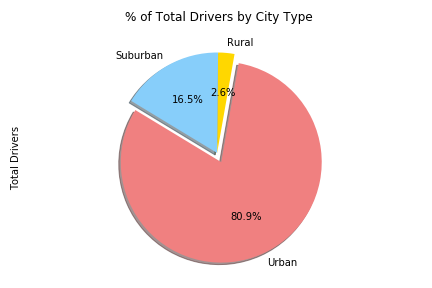 % of Total Drivers by City Type
Rural
Suburban
2.6%
16.5%
Total Drivers
80.9%
Urban